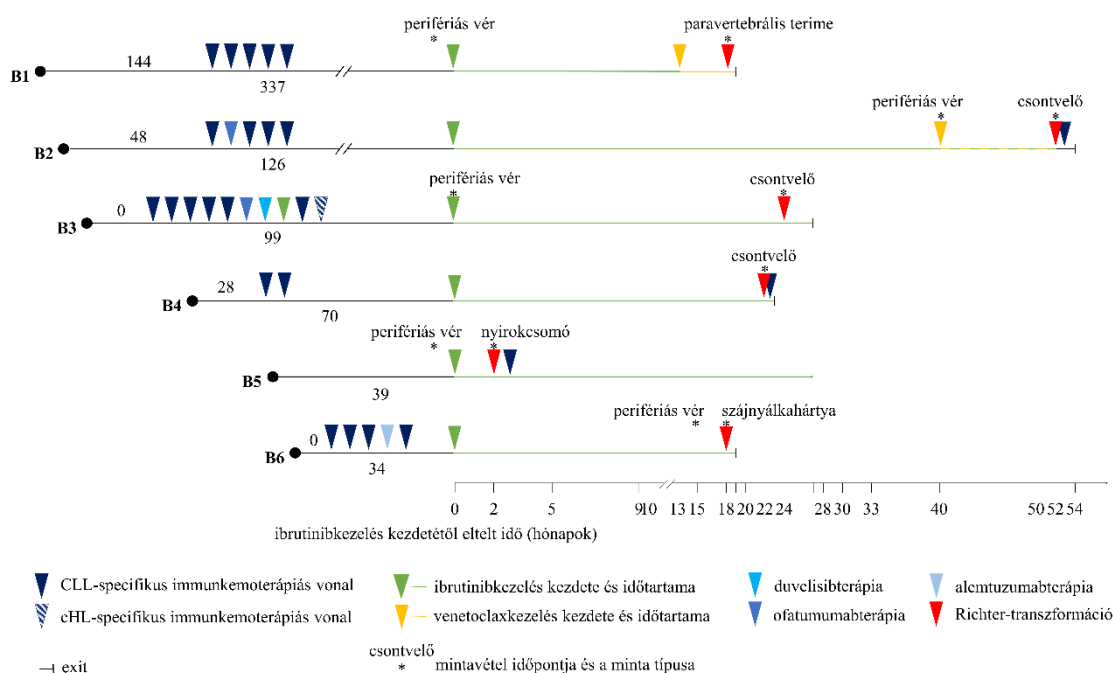 perifériás vér paravertebrális terime
* *
B1 144
337
perifériás vér csontvelő
* *
B2 48
126
perifériás vér csontvelő
* *
B3 0
99
csontvelő
*
B4 28
70
perifériás vér nyirokcsomó
* *
B5 39
perifériás vér szájnyálkahártya
* *
B6 0
34
0 2 5 9 10 13 15 18 20 22 24 28 30 33 40 50 52 54
ibrutinibkezelés kezdetétől eltelt idő (hónapok)
CLL-specifikus immunkemoterápiás vonal ibrutinibkezelés kezdete és időtartama duvelisibterápia alemtuzumabterápia
cHL-specifikus immunkemoterápiás vonal venetoclaxkezelés kezdete és időtartama ofatumumabterápia Richter-transzformáció
csontvelő
exit * mintavétel időpontja és a minta típusa